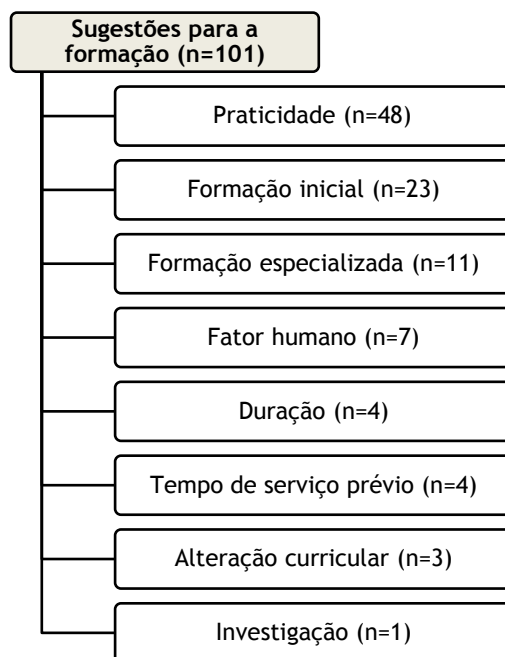 Sugestões para a
formação (n=101)
Praticidade (n=48)
Formação inicial (n=23)
Formação especializada (n=11)
Fator humano (n=7)
Duração (n=4)
Tempo de serviço prévio (n=4)
Alteração curricular (n=3)
Investigação (n=1)